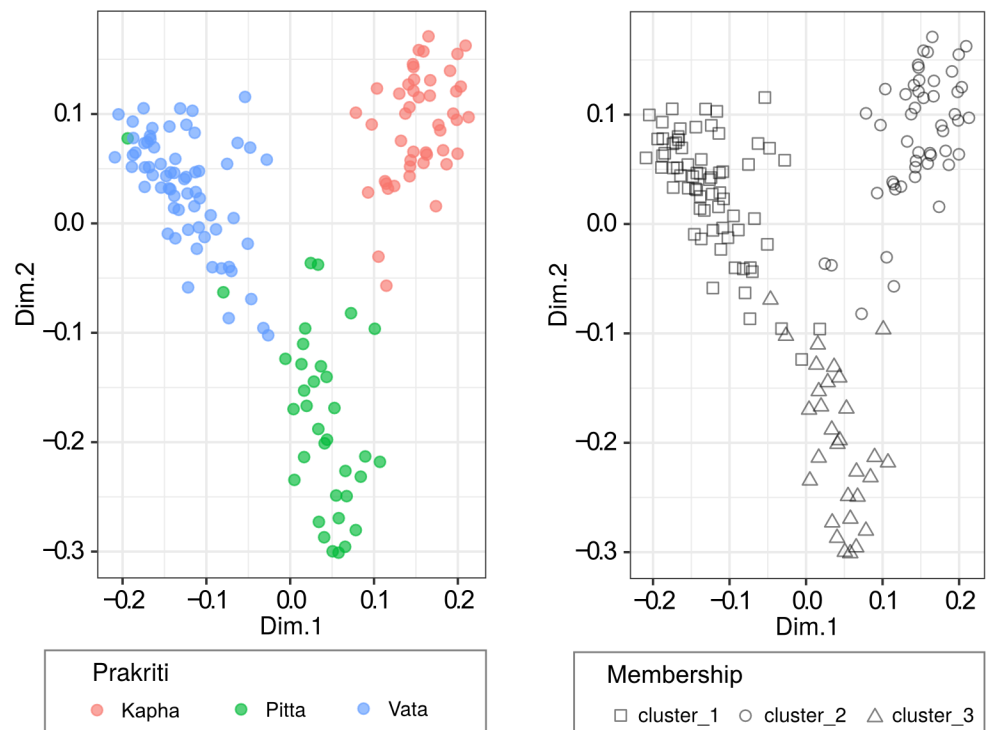 0.1
0.0
−0.1
−0.2
−0.3
Dim.2
−0.2 −0.1 0.0 0.1 0.2
Dim.1
Prakriti
Kapha Pitta Vata
0.1
0.0
−0.1
−0.2
−0.3
Dim.2
−0.2 −0.1 0.0 0.1 0.2
Dim.1
Membership
cluster_1 cluster_2 cluster_3